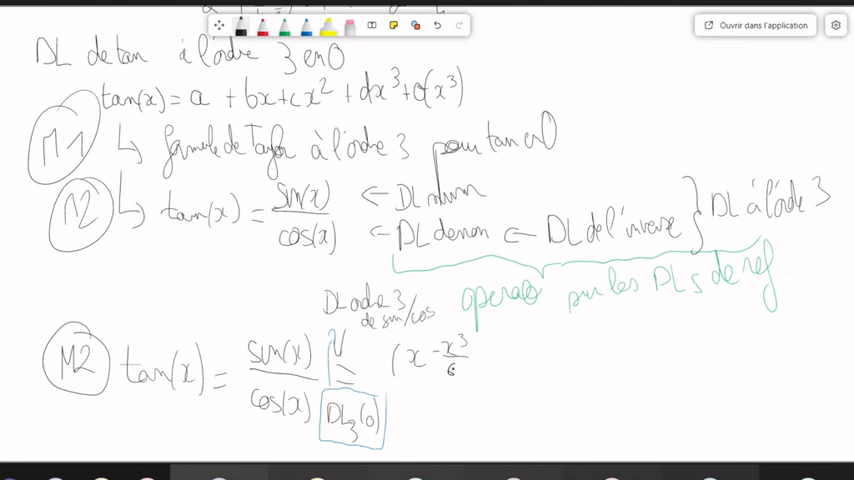 Ouvrir dans l'application
DL de tan à l'ordre 3 en 0
tan(x) = a + bx + cx² + dx³ + o(x³)
M1 ↳ formule de Taylor à l'ordre 3 pour tan en 0
M2 ↳ tan(x) = sin(x)/cos(x) ← DL num
← DL denom ← DL de l'inverse } DL à l'ordre 3
sur les DLs de ref.
DL ordre 3
de sin/cos
M2 tan(x) = sin(x)/cos(x) = (x - x³/6
DL₃(0)